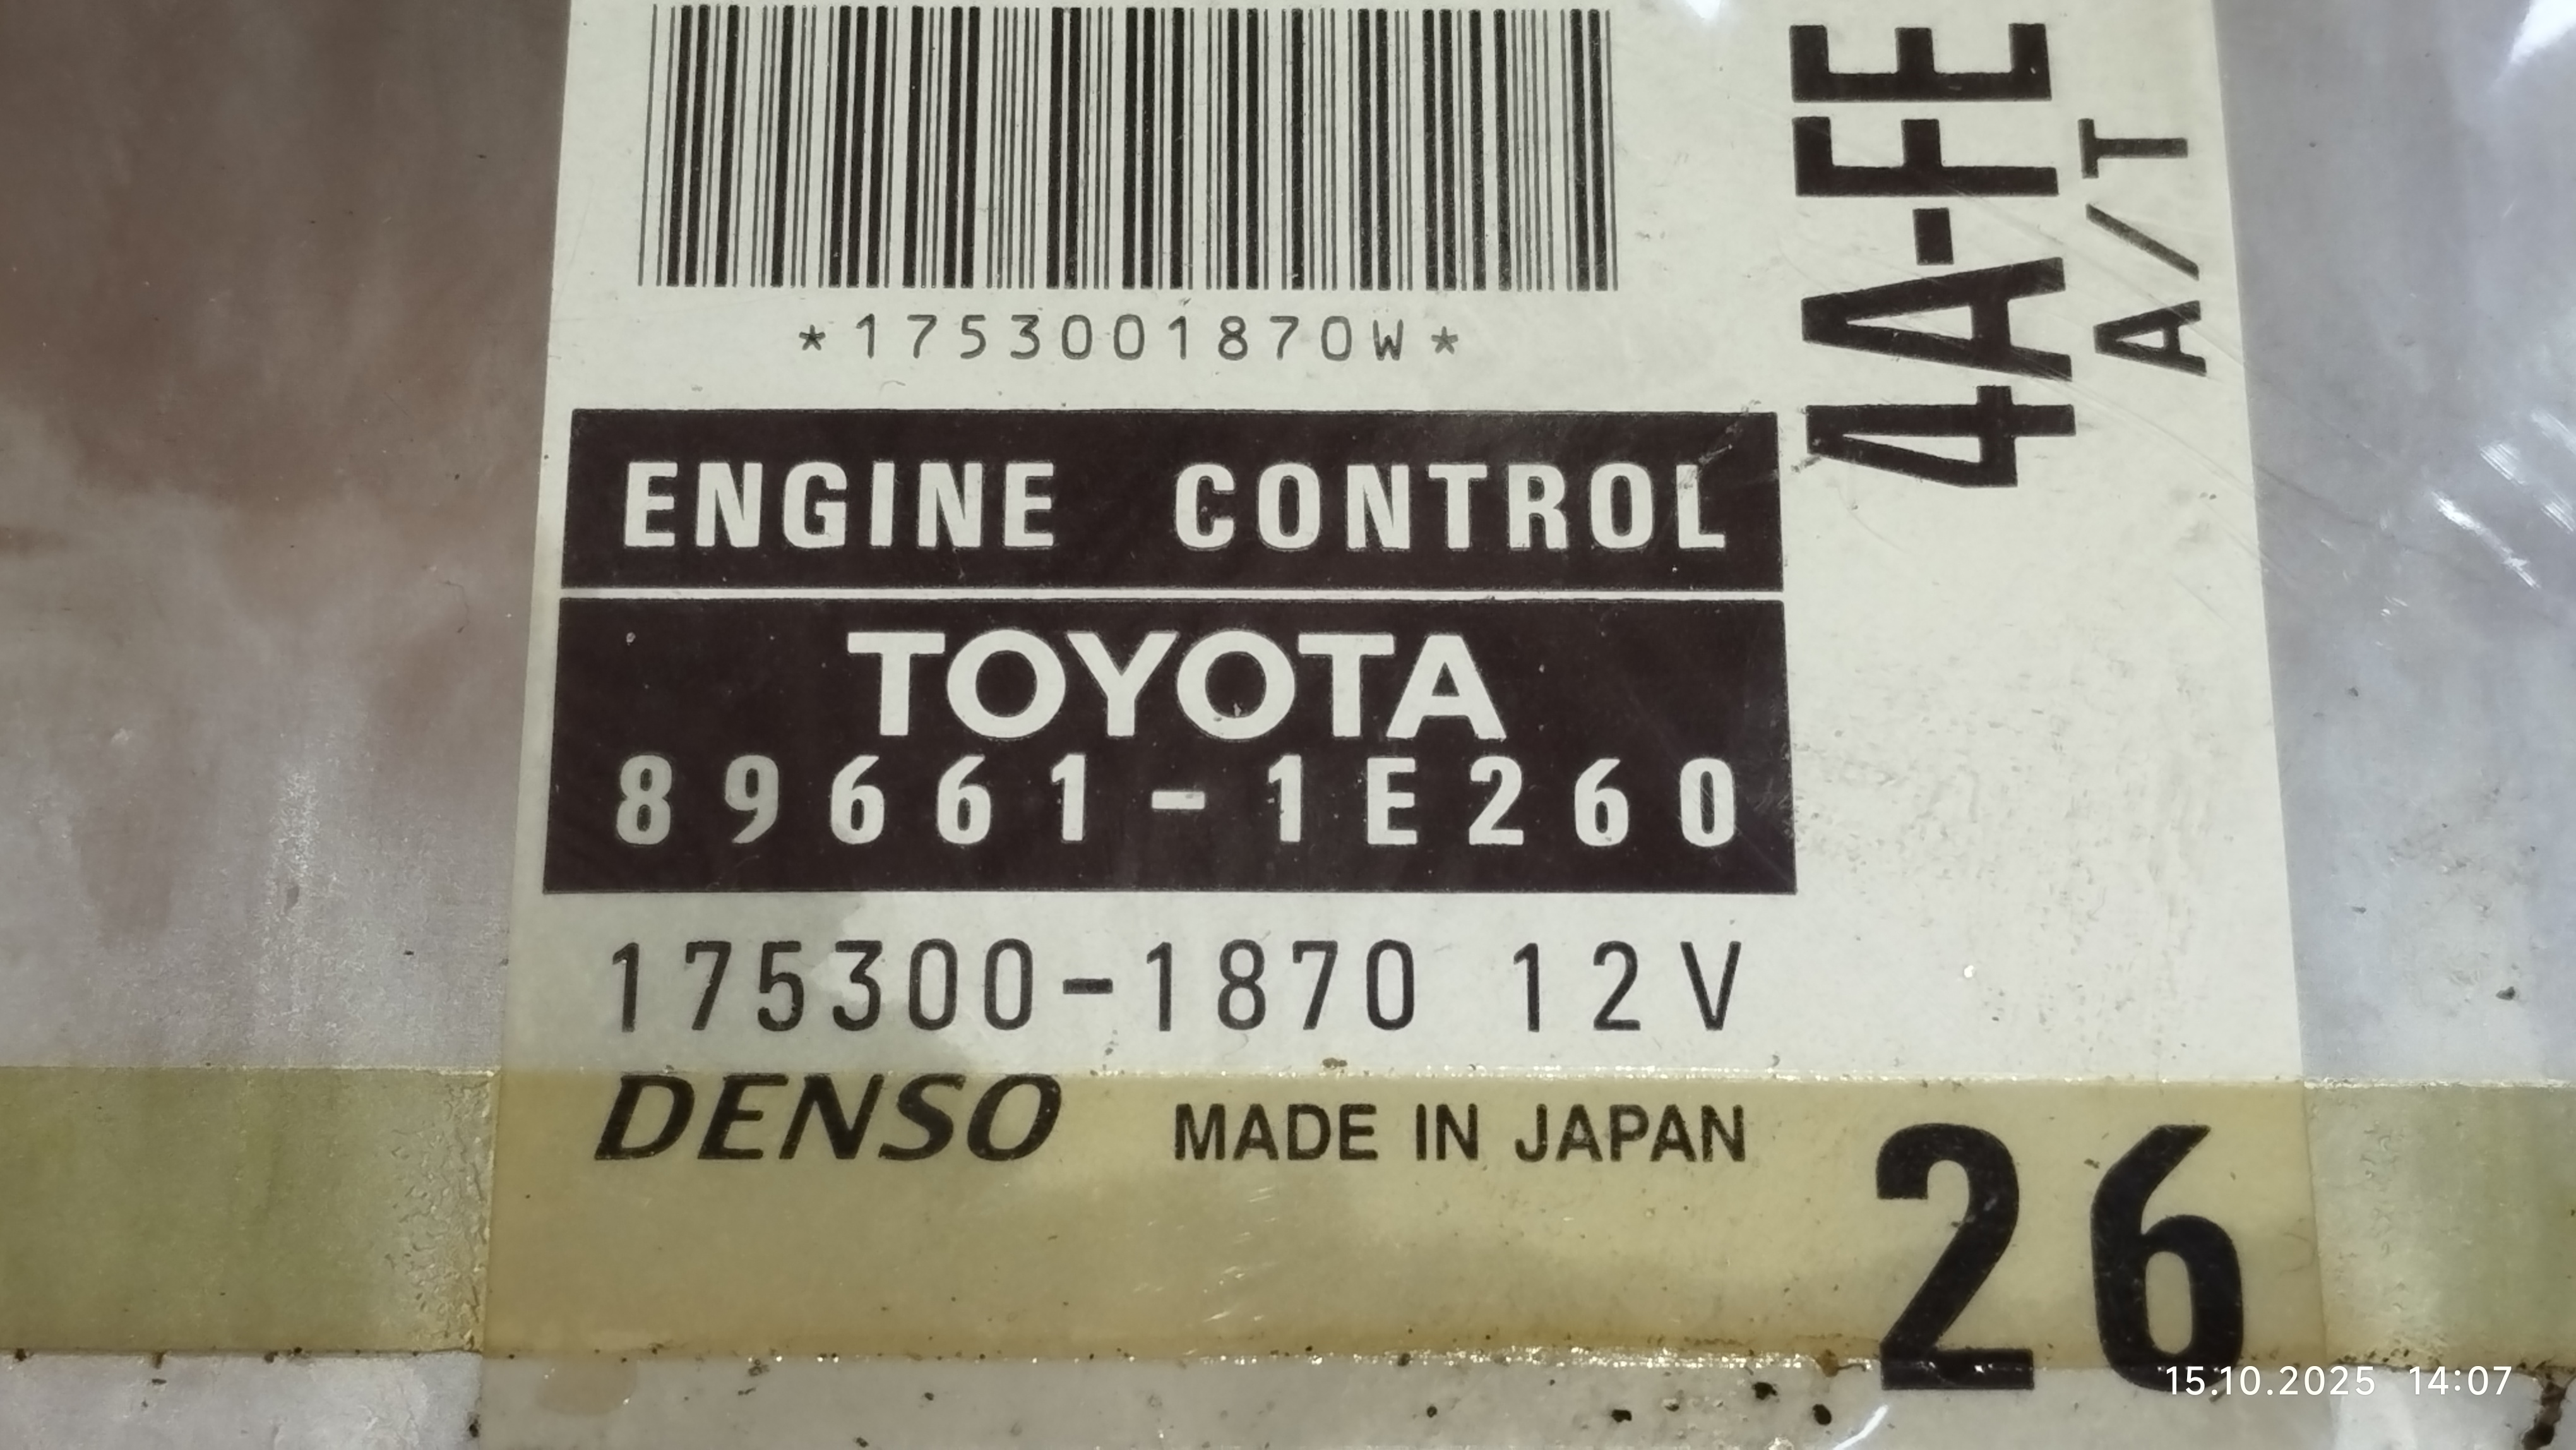 *1753001870W*
4A-FE
A/T
ENGINE CONTROL
TOYOTA
89661-1E260
175300-1870 12V
DENSO MADE IN JAPAN
26
15.10.2025 14:07